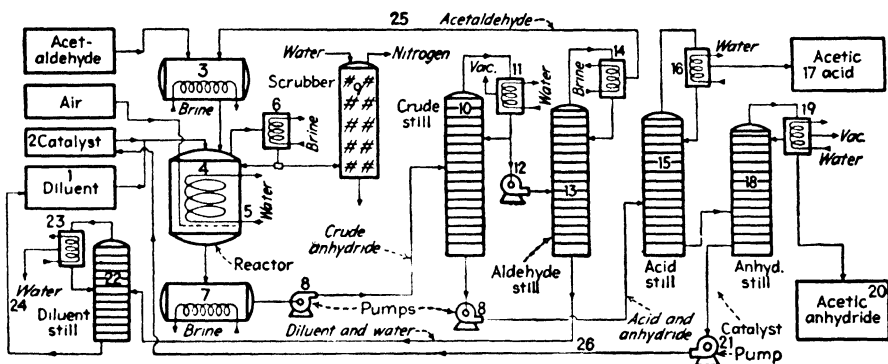 25
Acetaldehyde
Acet-
aldehyde
3
Brine
Water
Nitrogen
Scrubber
9
Vac.
11
Water
14
Brine
16
Water
Acetic
17 acid
Air
6
Brine
Crude
still
10
19
Vac.
Water
2 Catalyst
4
1
Diluent
5
Water
12
13
15
18
Crude
anhydride
23
22
Water
24
Diluent
still
Reactor
Aldehyde
still
Acid
still
Anhyd.
still
7
Brine
8
Pumps
8
Diluent and water
Acid and
anhydride
26
Catalyst
21
Pump
Acetic 20
anhydride